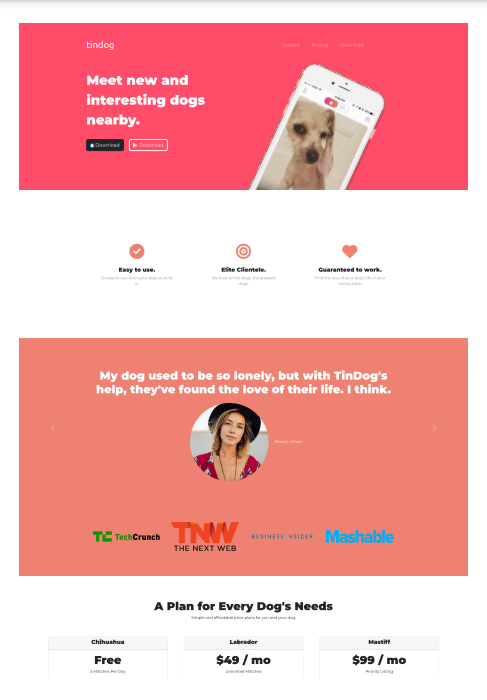 tindog
Contact Pricing Download
Meet new and
interesting dogs
nearby.
Download Download
Easy to use. Elite Clientele. Guaranteed to work.
So easy to use, even your dog could do
it.
We have all the dogs, the greatest
dogs.
Find the love of your dog's life or your
money back.
My dog used to be so lonely, but with TinDog's
help, they've found the love of their life. I think.
TC TechCrunch
TNW
THE NEXT WEB
BUSINESS INSIDER
Mashable
A Plan for Every Dog's Needs
Simple and affordable price plans for you and your dog.
Chihuahua Labrador Mastiff
Free $49 / mo $99 / mo
5 Matches Per Day Unlimited Matches Priority Listing